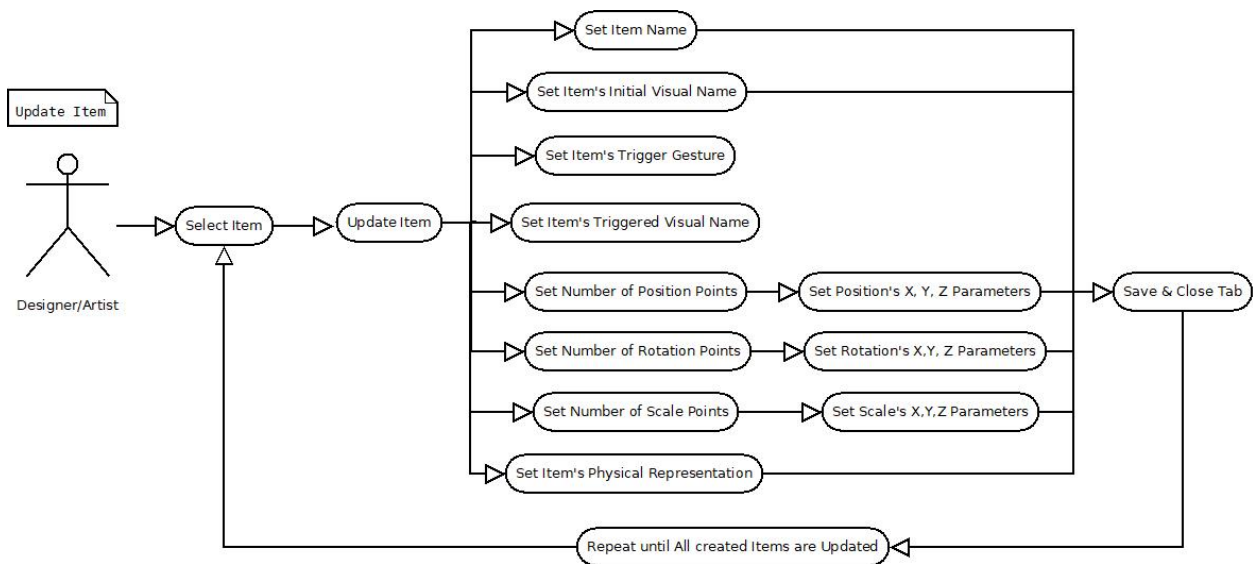 Update Item
Designer/Artist
Select Item
Update Item
Set Item Name
Set Item's Initial Visual Name
Set Item's Trigger Gesture
Set Item's Triggered Visual Name
Set Number of Position Points
Set Position's X, Y, Z Parameters
Set Number of Rotation Points
Set Rotation's X,Y, Z Parameters
Set Number of Scale Points
Set Scale's X,Y,Z Parameters
Set Item's Physical Representation
Save & Close Tab
Repeat until All created Items are Updated